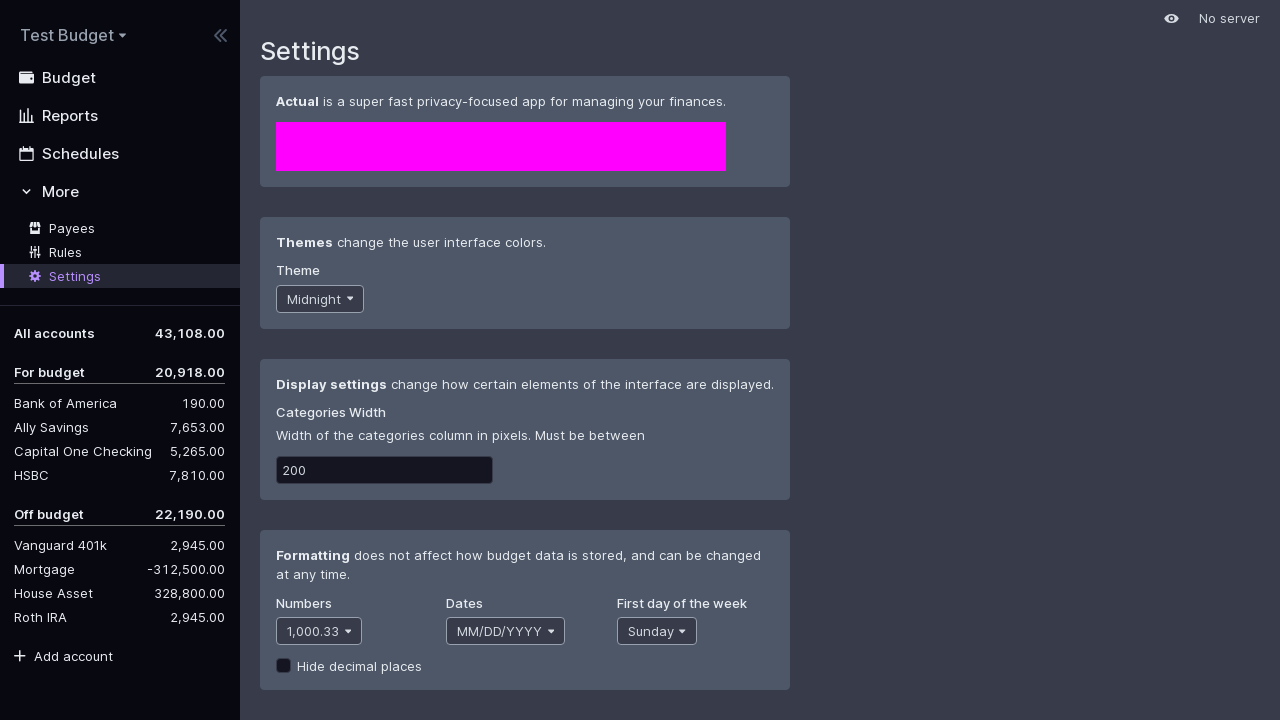 Test Budget
Budget
Reports
Schedules
More
Payees
Rules
Settings
All accounts 43,108.00
For budget 20,918.00
Bank of America 190.00
Ally Savings 7,653.00
Capital One Checking 5,265.00
HSBC 7,810.00
Off budget 22,190.00
Vanguard 401k 2,945.00
Mortgage -312,500.00
House Asset 328,800.00
Roth IRA 2,945.00
Add account
No server
Settings
Actual is a super fast privacy-focused app for managing your finances.
Themes change the user interface colors.
Theme
Midnight
Display settings change how certain elements of the interface are displayed.
Categories Width
Width of the categories column in pixels. Must be between
200
Formatting does not affect how budget data is stored, and can be changed
at any time.
Numbers Dates First day of the week
1,000.33 MM/DD/YYYY Sunday
Hide decimal places